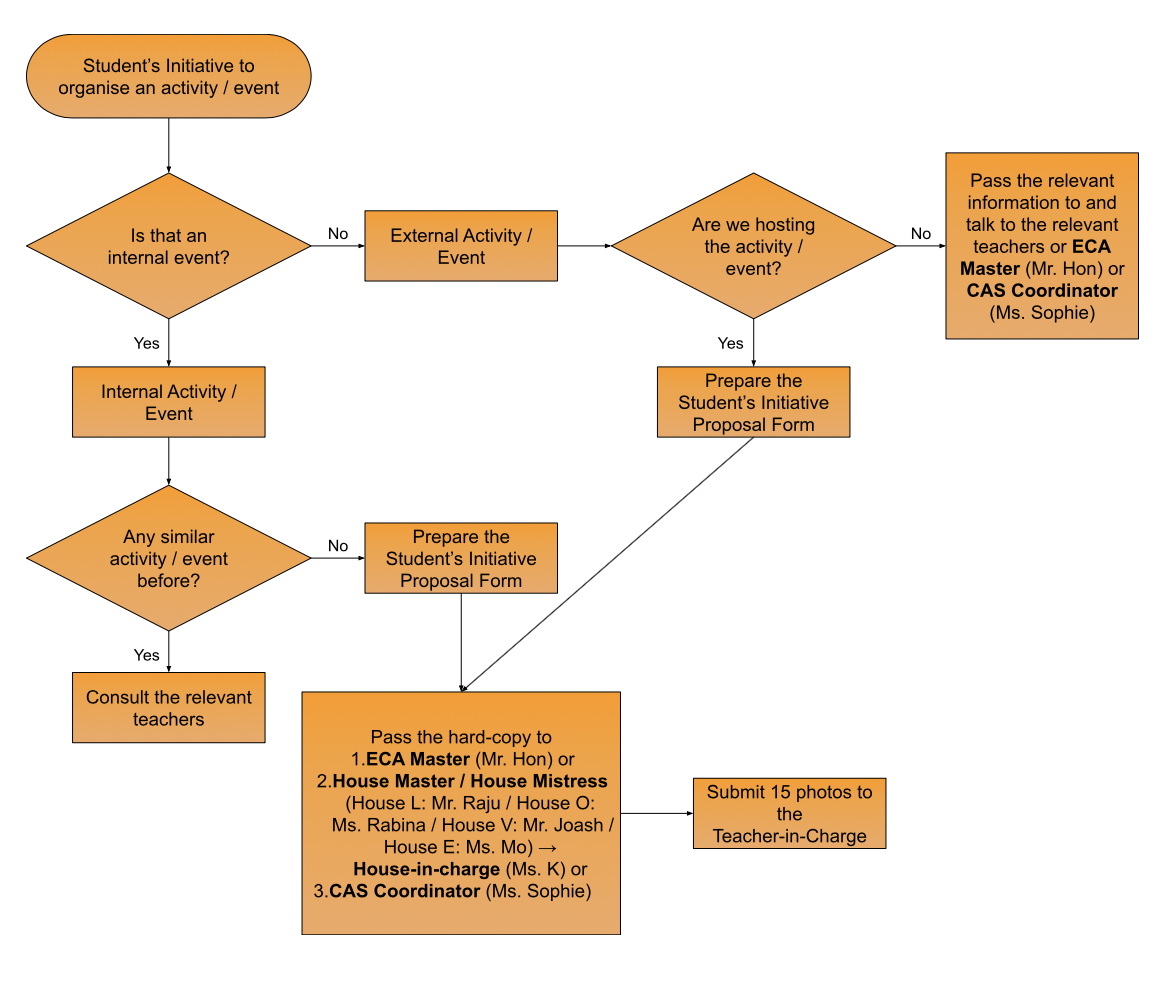 Student’s Initiative to
organise an activity / event
Is that an
internal event?
No
External Activity /
Event
Are we hosting
the activity /
event?
No
Pass the relevant
information to and
talk to the relevant
teachers or ECA
Master (Mr. Hon) or
CAS Coordinator
(Ms. Sophie)
Yes
Internal Activity /
Event
Yes
Prepare the
Student’s Initiative
Proposal Form
Any similar
activity / event
before?
No
Prepare the
Student’s Initiative
Proposal Form
Yes
Consult the relevant
teachers
Pass the hard-copy to
1.ECA Master (Mr. Hon) or
2.House Master / House Mistress
(House L: Mr. Raju / House O:
Ms. Rabina / House V: Mr. Joash /
House E: Ms. Mo) →
House-in-charge (Ms. K) or
3.CAS Coordinator (Ms. Sophie)
Submit 15 photos to
the
Teacher-in-Charge